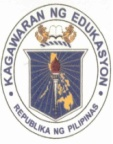 KAGAWARAN NG EDUKASYON
REPUBLIKA NG PILIPINAS